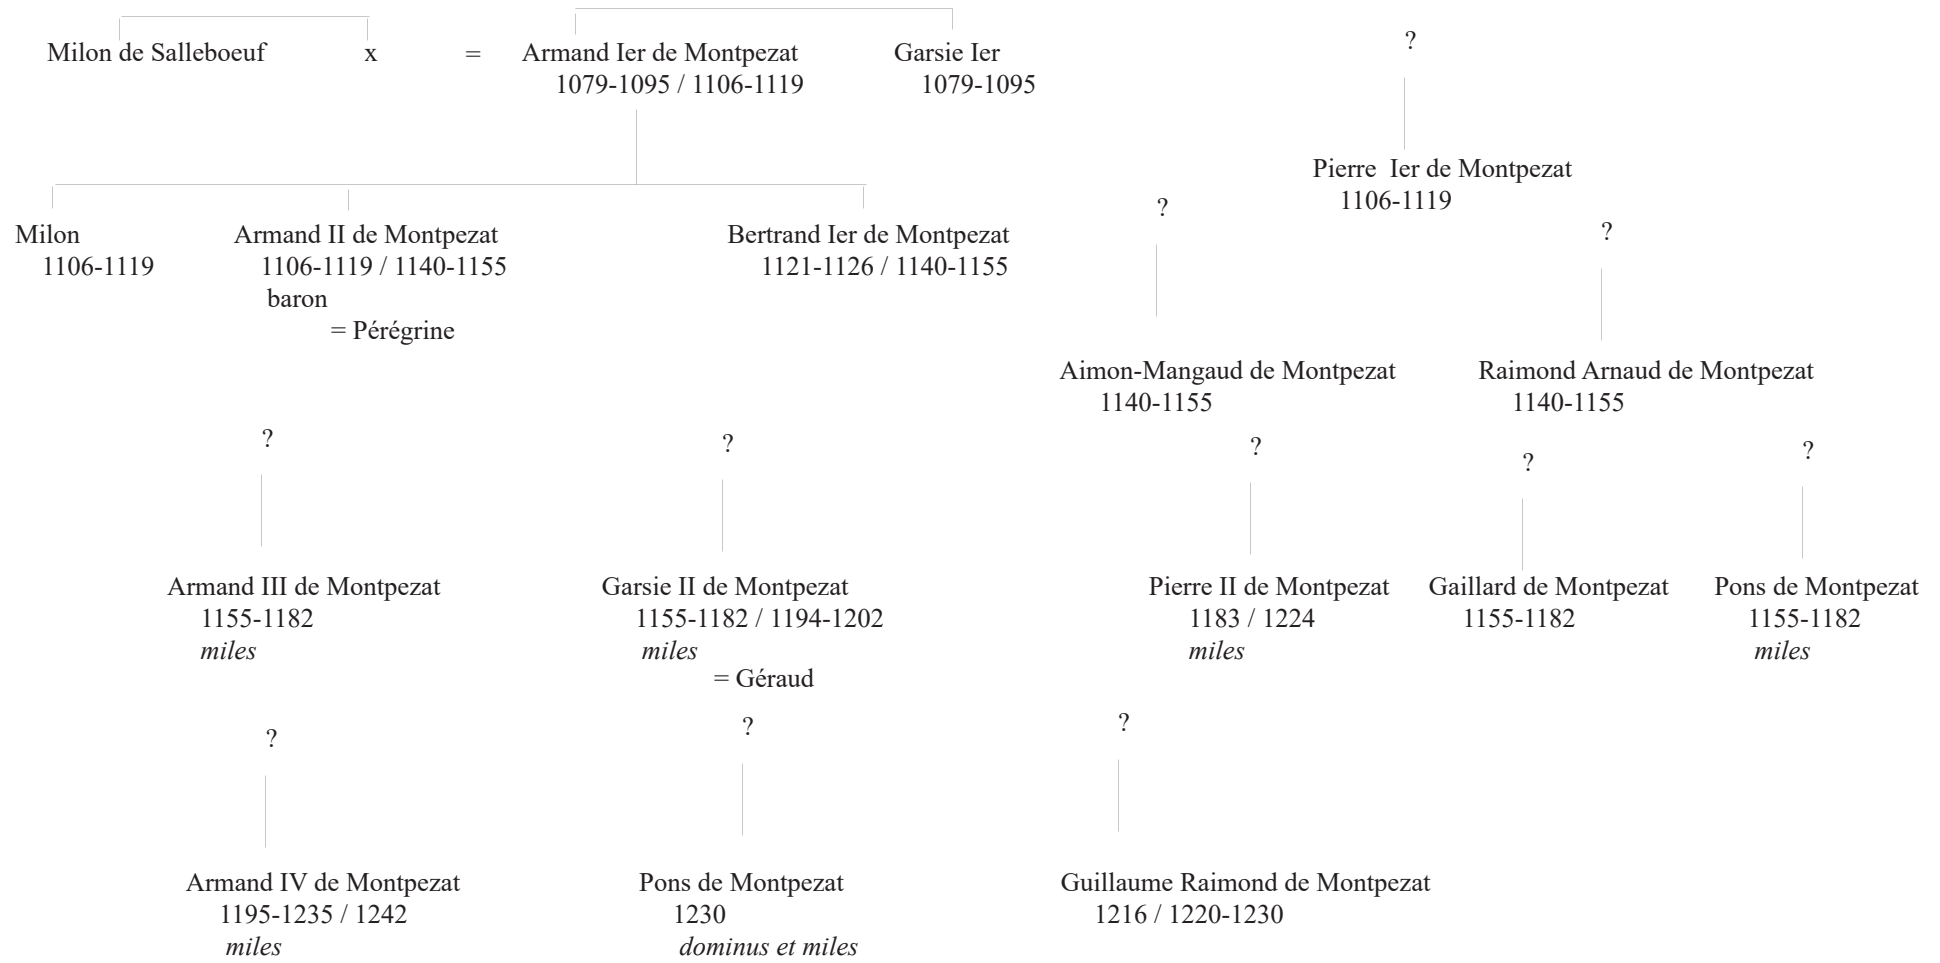 Milon de Salleboeuf x = Armand Ier de Montpezat Garsie Ier
1079-1095 / 1106-1119 1079-1095
?
Pierre Ier de Montpezat
1106-1119
?
?
Milon Armand II de Montpezat Bertrand Ier de Montpezat
1106-1119 1106-1119 / 1140-1155 1121-1126 / 1140-1155
baron
= Pérégrine
Aimon-Mangaud de Montpezat Raimond Arnaud de Montpezat
1140-1155 1140-1155
? ? ? ? ?
Armand III de Montpezat Garsie II de Montpezat Pierre II de Montpezat Gaillard de Montpezat Pons de Montpezat
1155-1182 1155-1182 / 1194-1202 1183 / 1224 1155-1182 1155-1182
miles miles miles miles
= Géraud
? ? ?
Armand IV de Montpezat Pons de Montpezat Guillaume Raimond de Montpezat
1195-1235 / 1242 1230 1216 / 1220-1230
miles dominus et miles